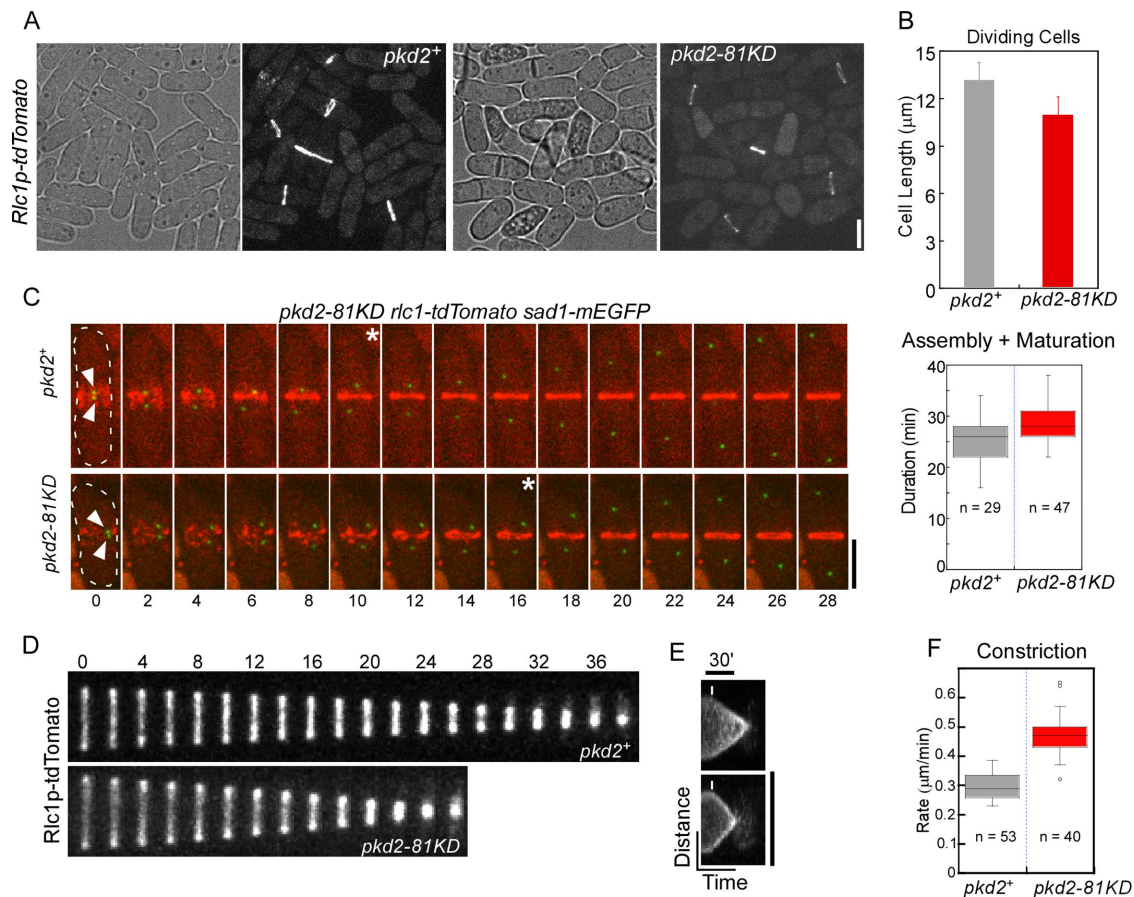 A
Rlc1p-tdTomato
pkd2+
pkd2-81KD
B
Dividing Cells
Cell Length (μm)
15
12
9
6
3
0
pkd2+
pkd2-81KD
Assembly + Maturation
Duration (min)
40
30
20
10
0
n = 29
n = 47
pkd2+
pkd2-81KD
C
pkd2-81KD rlc1-tdTomato sad1-mEGFP
pkd2+
*
pkd2-81KD
*
0 2 4 6 8 10 12 14 16 18 20 22 24 26 28
D
Rlc1p-tdTomato
0 4 8 12 16 20 24 28 32 36
pkd2+
pkd2-81KD
E
30'
Distance
Time
F
Constriction
Rate (μm/min)
0.6
0.5
0.4
0.3
0.2
0.1
0
n = 53
n = 40
pkd2+
pkd2-81KD